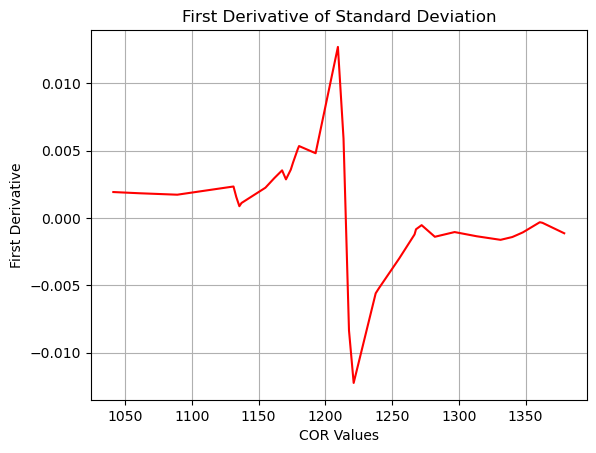 First Derivative of Standard Deviation
0.010
0.005
0.000
−0.005
−0.010
First Derivative
1050 1100 1150 1200 1250 1300 1350
COR Values